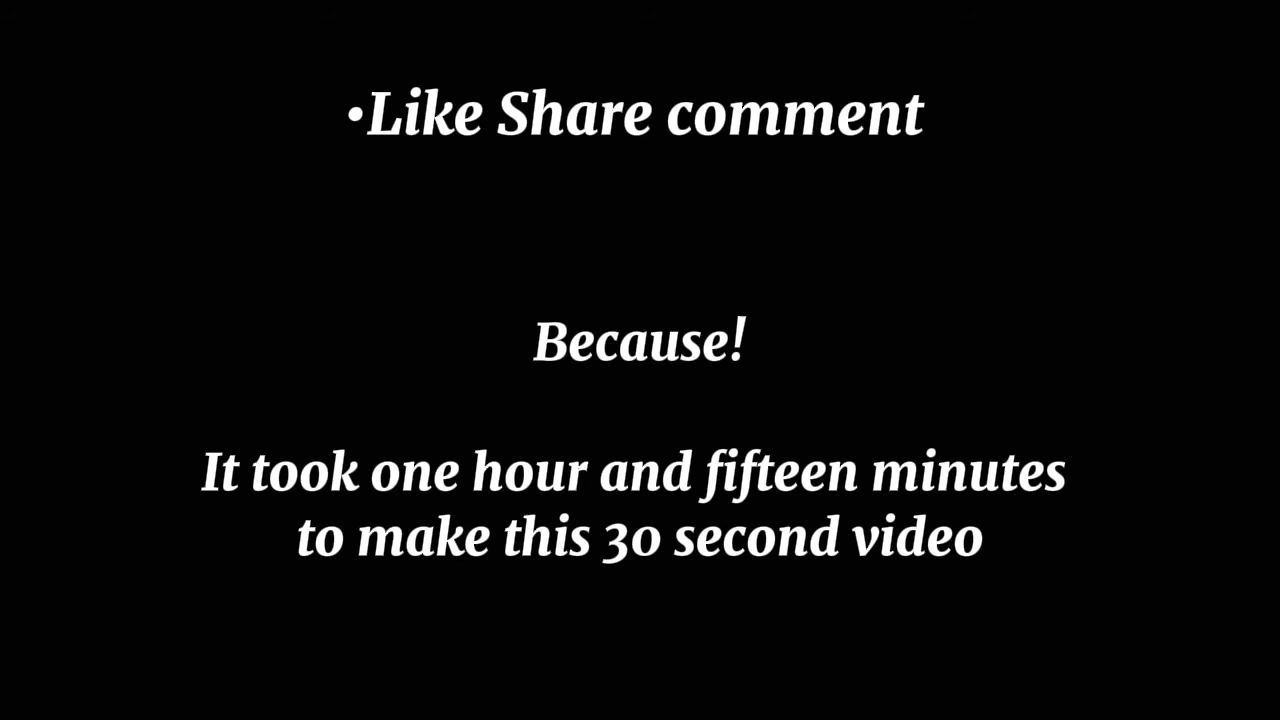 •Like Share comment
Because!
It took one hour and fifteen minutes
to make this 30 second video